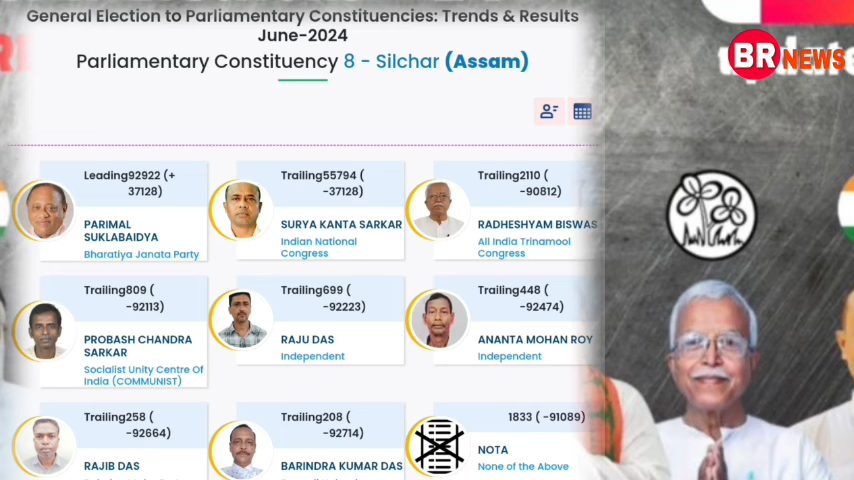 General Election to Parliamentary Constituencies: Trends & Results
June-2024
Parliamentary Constituency 8 - Silchar (Assam)
BR NEWS
Leading92922 (+
37128)
PARIMAL
SUKLABAIDYA
Bharatiya Janata Party
Trailing55794 (
-37128)
SURYA KANTA SARKAR
Indian National
Congress
Trailing2110 (
-90812)
RADHESHYAM BISWAS
All India Trinamool
Congress
Trailing809 (
-92113)
PROBASH CHANDRA
SARKAR
Socialist Unity Centre Of
India (COMMUNIST)
Trailing699 (
-92223)
RAJU DAS
Independent
Trailing448 (
-92474)
ANANTA MOHAN ROY
Independent
Trailing258 (
-92664)
RAJIB DAS
Trailing208 (
-92714)
BARINDRA KUMAR DAS
1833 ( -91089)
NOTA
None of the Above